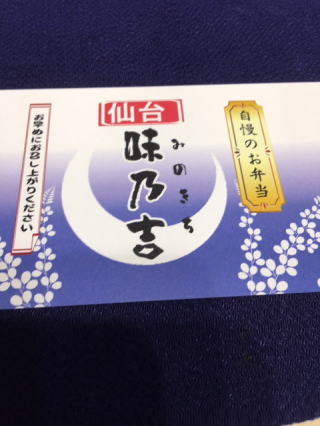 自慢のお弁当
仙台
味乃吉
みのきち
お早めにお召し上がりください